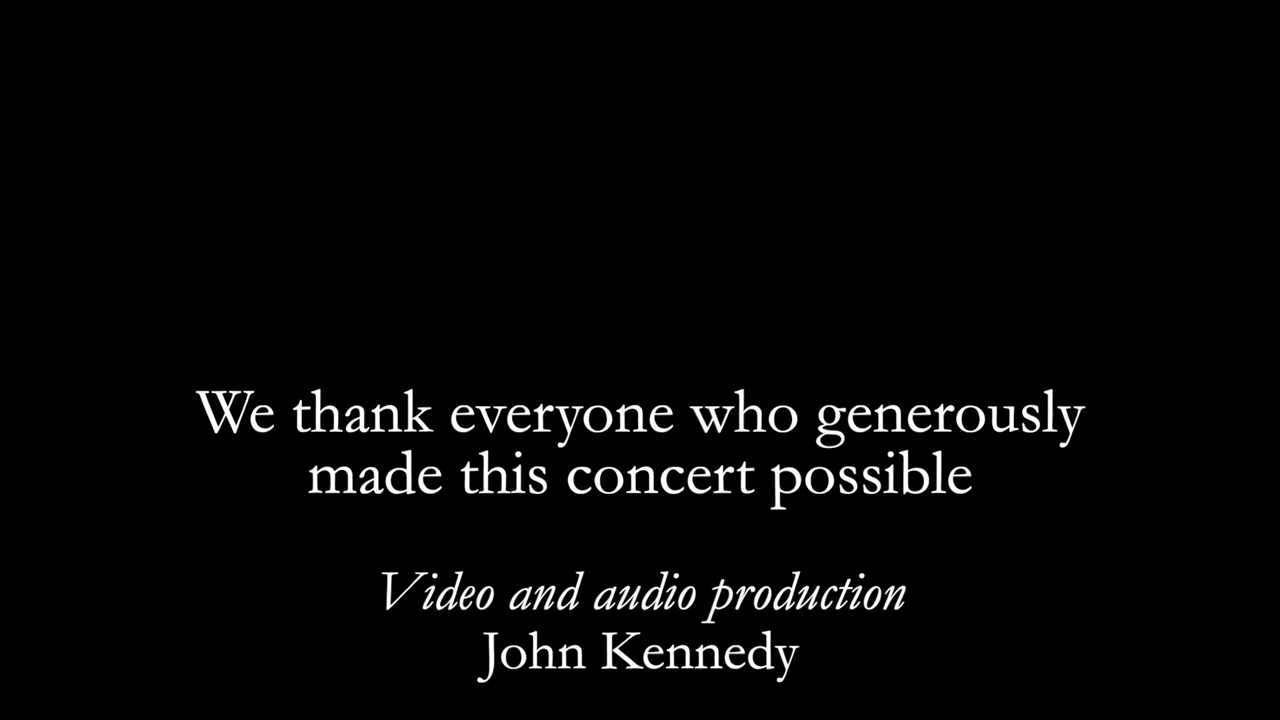 We thank everyone who generously
made this concert possible
Video and audio production
John Kennedy